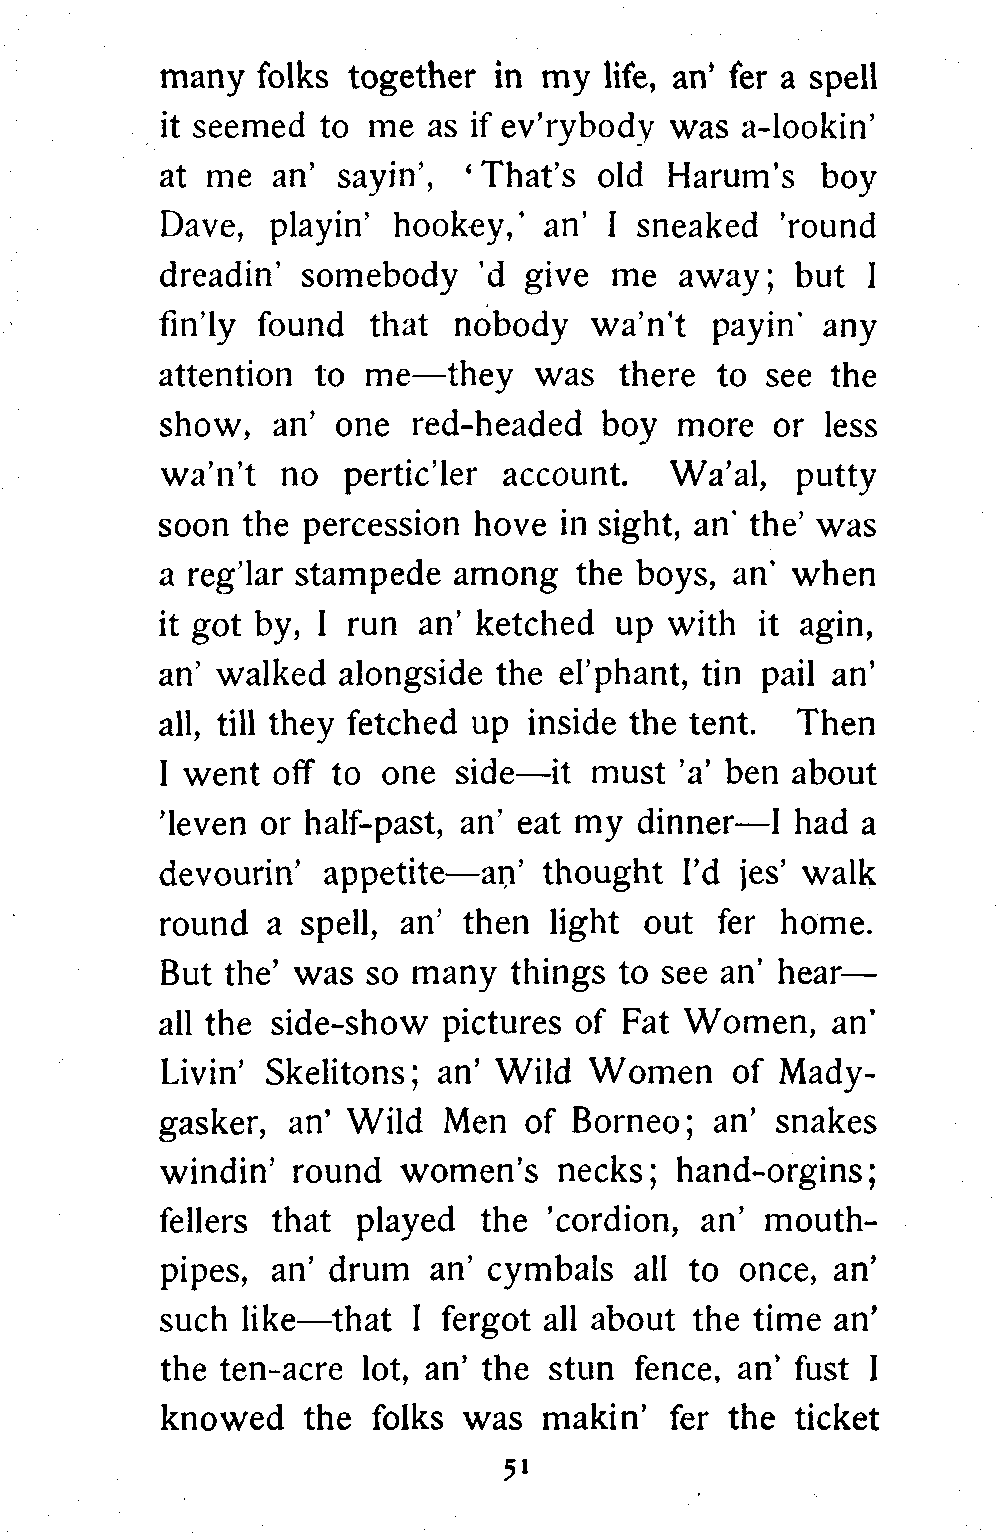 many folks together in my life, an' fer a spell
it seemed to me as if ev'rybody was a-lookin'
at me an' sayin', ‘That's old Harum's boy
Dave, playin' hookey,' an' I sneaked 'round
dreadin' somebody 'd give me away; but I
fin'ly found that nobody wa'n't payin' any
attention to me—they was there to see the
show, an' one red-headed boy more or less
wa'n't no pertic'ler account. Wa'al, putty
soon the percession hove in sight, an' the' was
a reg'lar stampede among the boys, an' when
it got by, I run an' ketched up with it agin,
an' walked alongside the el'phant, tin pail an'
all, till they fetched up inside the tent. Then
I went off to one side—it must 'a' ben about
'leven or half-past, an' eat my dinner—I had a
devourin' appetite—an' thought I'd jes' walk
round a spell, an' then light out fer home.
But the' was so many things to see an' hear—
all the side-show pictures of Fat Women, an'
Livin' Skelitons; an' Wild Women of Mady-
gasker, an' Wild Men of Borneo; an' snakes
windin' round women's necks; hand-orgins;
fellers that played the 'cordion, an' mouth-
pipes, an' drum an' cymbals all to once, an'
such like—that I fergot all about the time an'
the ten-acre lot, an' the stun fence, an' fust I
knowed the folks was makin' fer the ticket
51